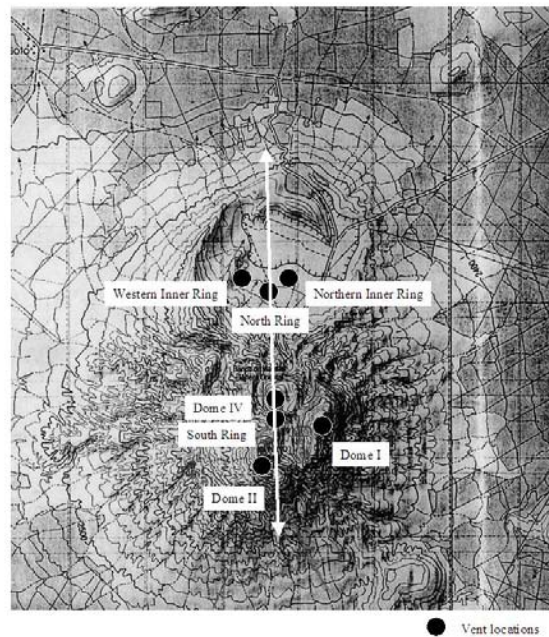 Western Inner Ring
Northern Inner Ring
North Ring
Dome IV
South Ring
Dome I
Dome II
Vent locations